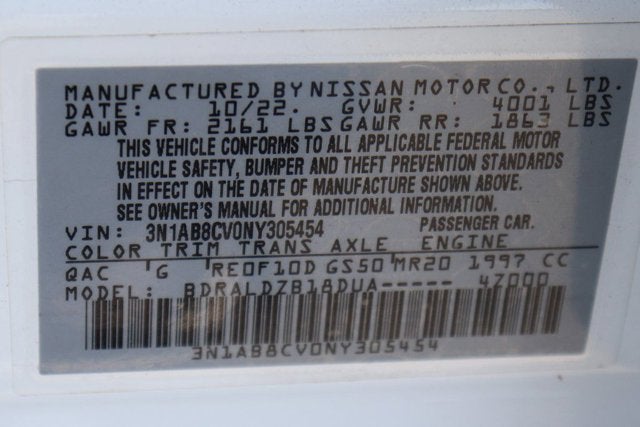 MANUFACTURED BY NISSAN MOTOR CO., LTD.
DATE: 10/22. GVWR: 4001 LBS
GAWR FR: 2161 LBS GAWR RR: 1863 LBS
THIS VEHICLE CONFORMS TO ALL APPLICABLE FEDERAL MOTOR
VEHICLE SAFETY, BUMPER AND THEFT PREVENTION STANDARDS
IN EFFECT ON THE DATE OF MANUFACTURE SHOWN ABOVE.
SEE OWNER'S MANUAL FOR ADDITIONAL INFORMATION.
VIN: 3N1AB8CV0NY305454 PASSENGER CAR.
COLOR TRIM TRANS AXLE ENGINE
QAC 'G RE0F10D GS50 MR20 1997 CC
MODEL BDRALDZB18DUA----- 4Z000
3N1AB8CV0NY305454